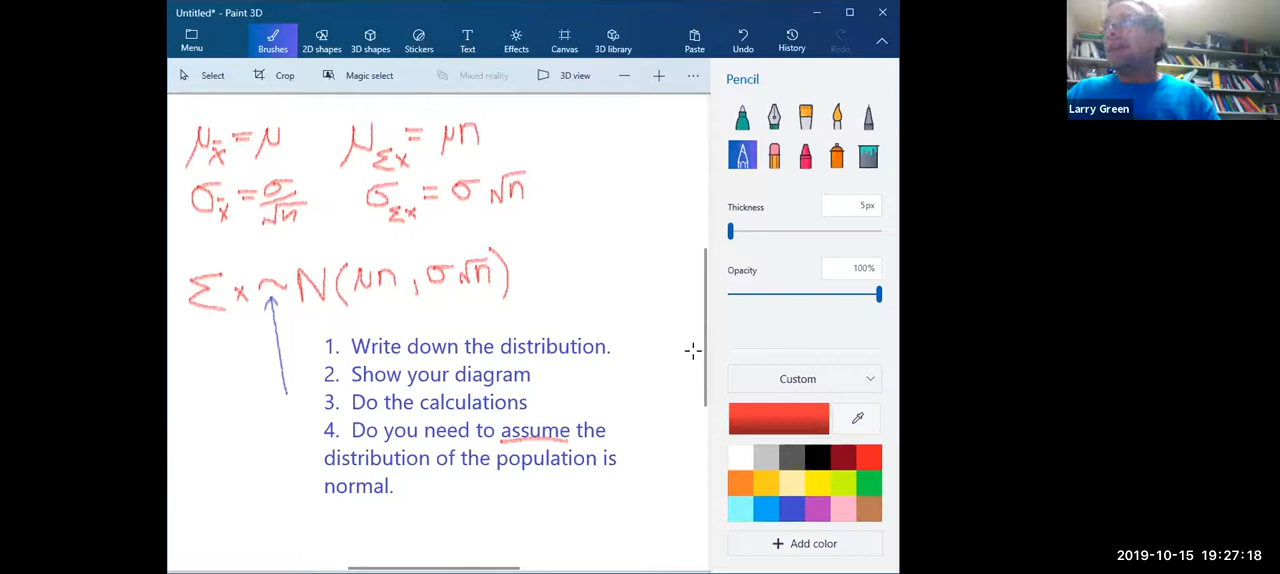 Untitled* - Paint 3D
Menu
Brushes
2D shapes
3D shapes
Stickers
Text
Effects
Canvas
3D library
Paste
Undo
History
Redo
Select
Crop
Magic select
Mixed reality
3D view
Larry Green
Pencil
Thickness
5px
Opacity
100%
Custom
Add color
μx̄ = μ μΣx = μn
σx̄ = σ/√n σΣx = σ √n
Σx ~ N(μn, σ√n)
1. Write down the distribution.
2. Show your diagram
3. Do the calculations
4. Do you need to assume the
distribution of the population is
normal.
2019-10-15 19:27:18